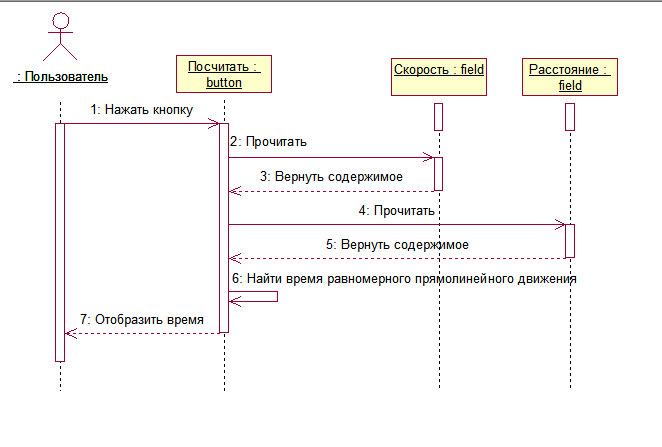 : Пользователь
Посчитать :
button
Скорость : field
Расстояние :
field
1: Нажать кнопку
2: Прочитать
3: Вернуть содержимое
4: Прочитать
5: Вернуть содержимое
6: Найти время равномерного прямолинейного движения
7: Отобразить время